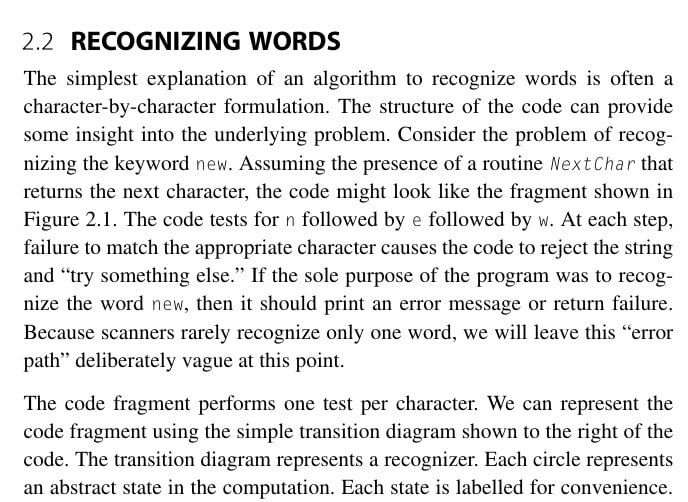 2.2 RECOGNIZING WORDS
The simplest explanation of an algorithm to recognize words is often a
character-by-character formulation. The structure of the code can provide
some insight into the underlying problem. Consider the problem of recog-
nizing the keyword new. Assuming the presence of a routine NextChar that
returns the next character, the code might look like the fragment shown in
Figure 2.1. The code tests for n followed by e followed by w. At each step,
failure to match the appropriate character causes the code to reject the string
and “try something else.” If the sole purpose of the program was to recog-
nize the word new, then it should print an error message or return failure.
Because scanners rarely recognize only one word, we will leave this “error
path” deliberately vague at this point.
The code fragment performs one test per character. We can represent the
code fragment using the simple transition diagram shown to the right of the
code. The transition diagram represents a recognizer. Each circle represents
an abstract state in the computation. Each state is labelled for convenience.